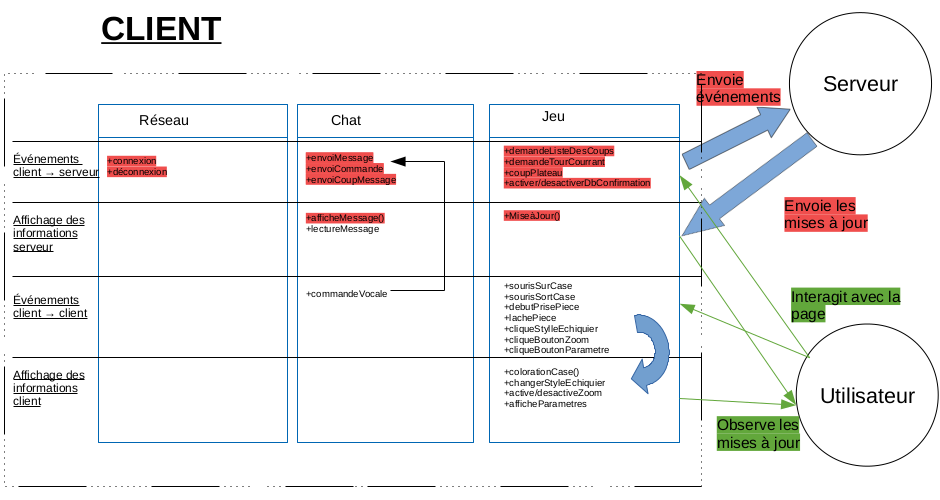 CLIENT
Réseau
Chat
Jeu
Événements
client → serveur
+connexion
+déconnexion
+envoiMessage
+envoiCommande
+envoiCoupMessage
+demandeListeDesCoups
+demandeTourCourrant
+coupPlateau
+activer/desactiverDbConfirmation
Affichage des
informations
serveur
+afficheMessage()
+lectureMessage
+MiseàJour()
Événements
client → client
+commandeVocale
+sourisSurCase
+sourisSortCase
+debutPrisePiece
+lachePiece
+cliqueStylleEchiquier
+cliqueBoutonZoom
+cliqueBoutonParametre
Affichage des
informations
client
+colorationCase()
+changerStyleEchiquier
+active/desactiveZoom
+afficheParametres
Envoie
événements
Serveur
Envoie les
mises à jour
Interagit avec la
page
Utilisateur
Observe les
mises à jour